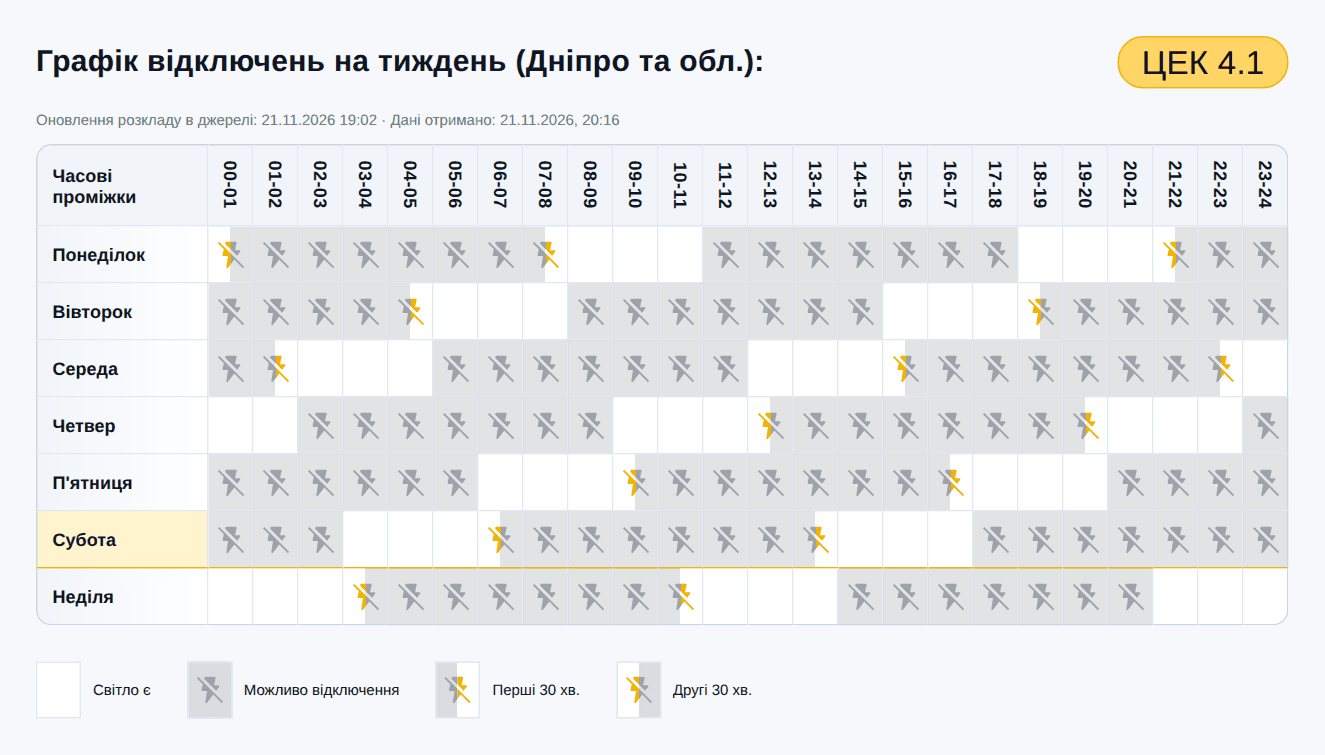 Графік відключень на тиждень (Дніпро та обл.):
ЦЕК 4.1
Оновлення розкладу в джерелі: 21.11.2026 19:02 · Дані отримано: 21.11.2026, 20:16
Часові
проміжки
00-01
01-02
02-03
03-04
04-05
05-06
06-07
07-08
08-09
09-10
10-11
11-12
12-13
13-14
14-15
15-16
16-17
17-18
18-19
19-20
20-21
21-22
22-23
23-24
Понеділок
Вівторок
Середа
Четвер
П'ятниця
Субота
Неділя
Світло є
Можливо відключення
Перші 30 хв.
Другі 30 хв.